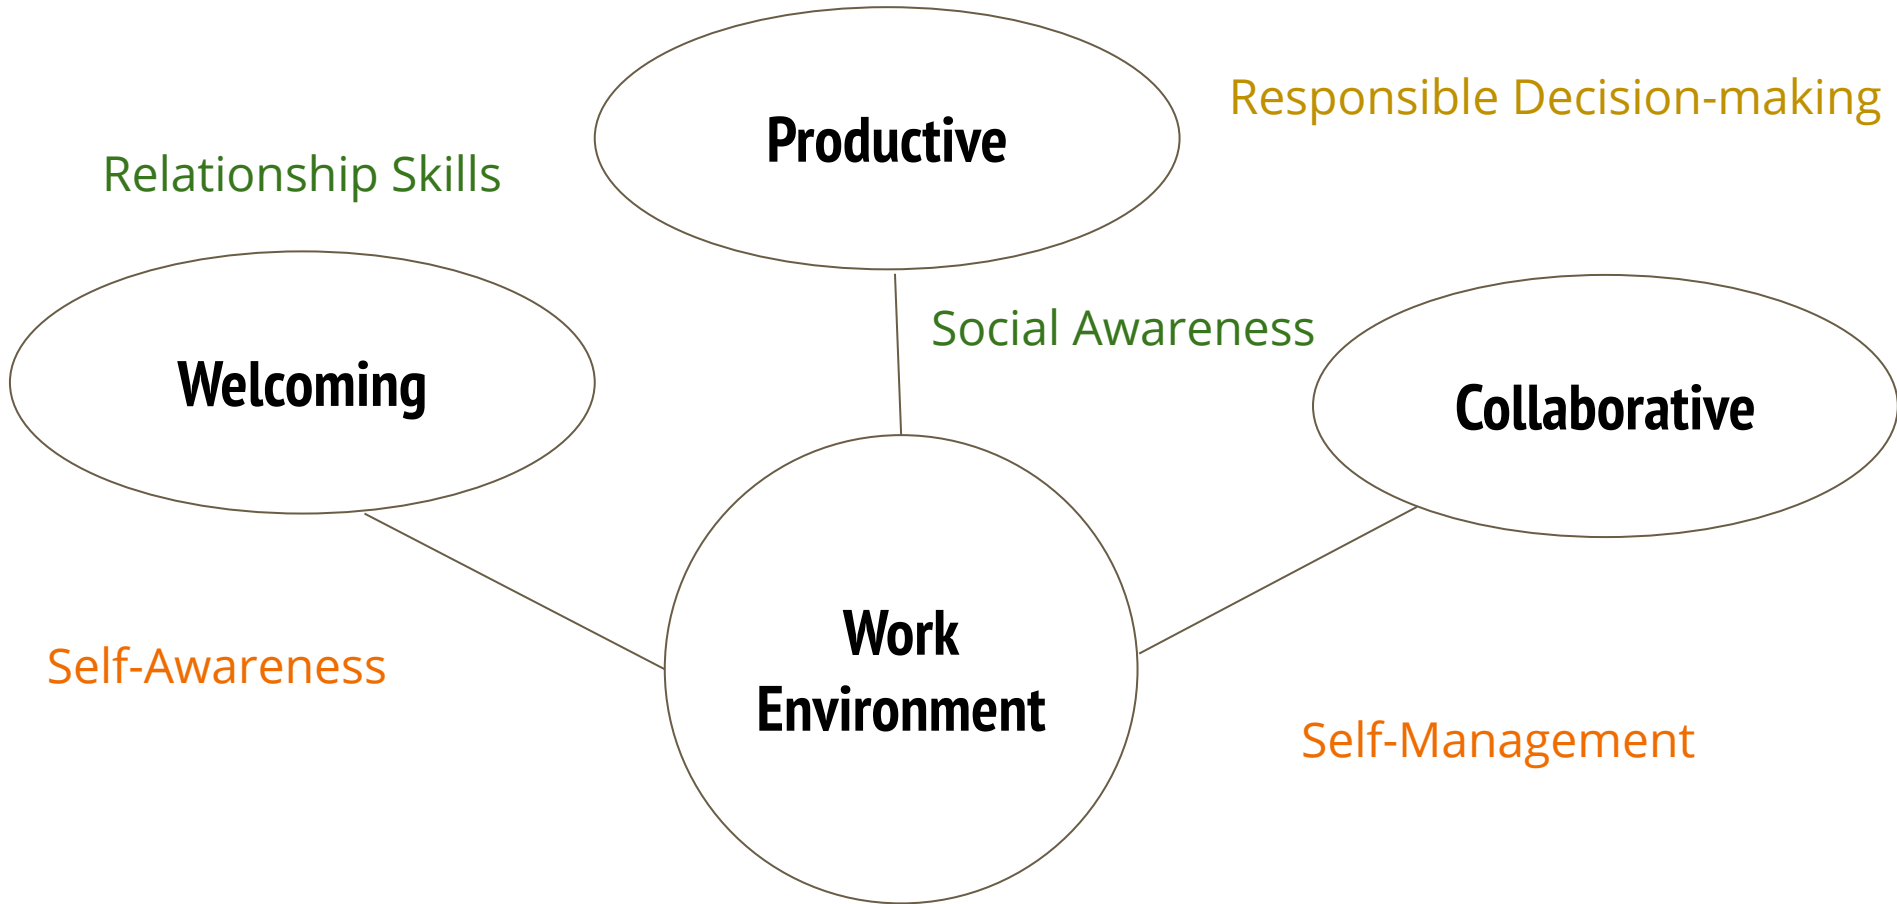 Productive
Responsible Decision-making
Relationship Skills
Social Awareness
Welcoming
Collaborative
Work
Environment
Self-Awareness
Self-Management